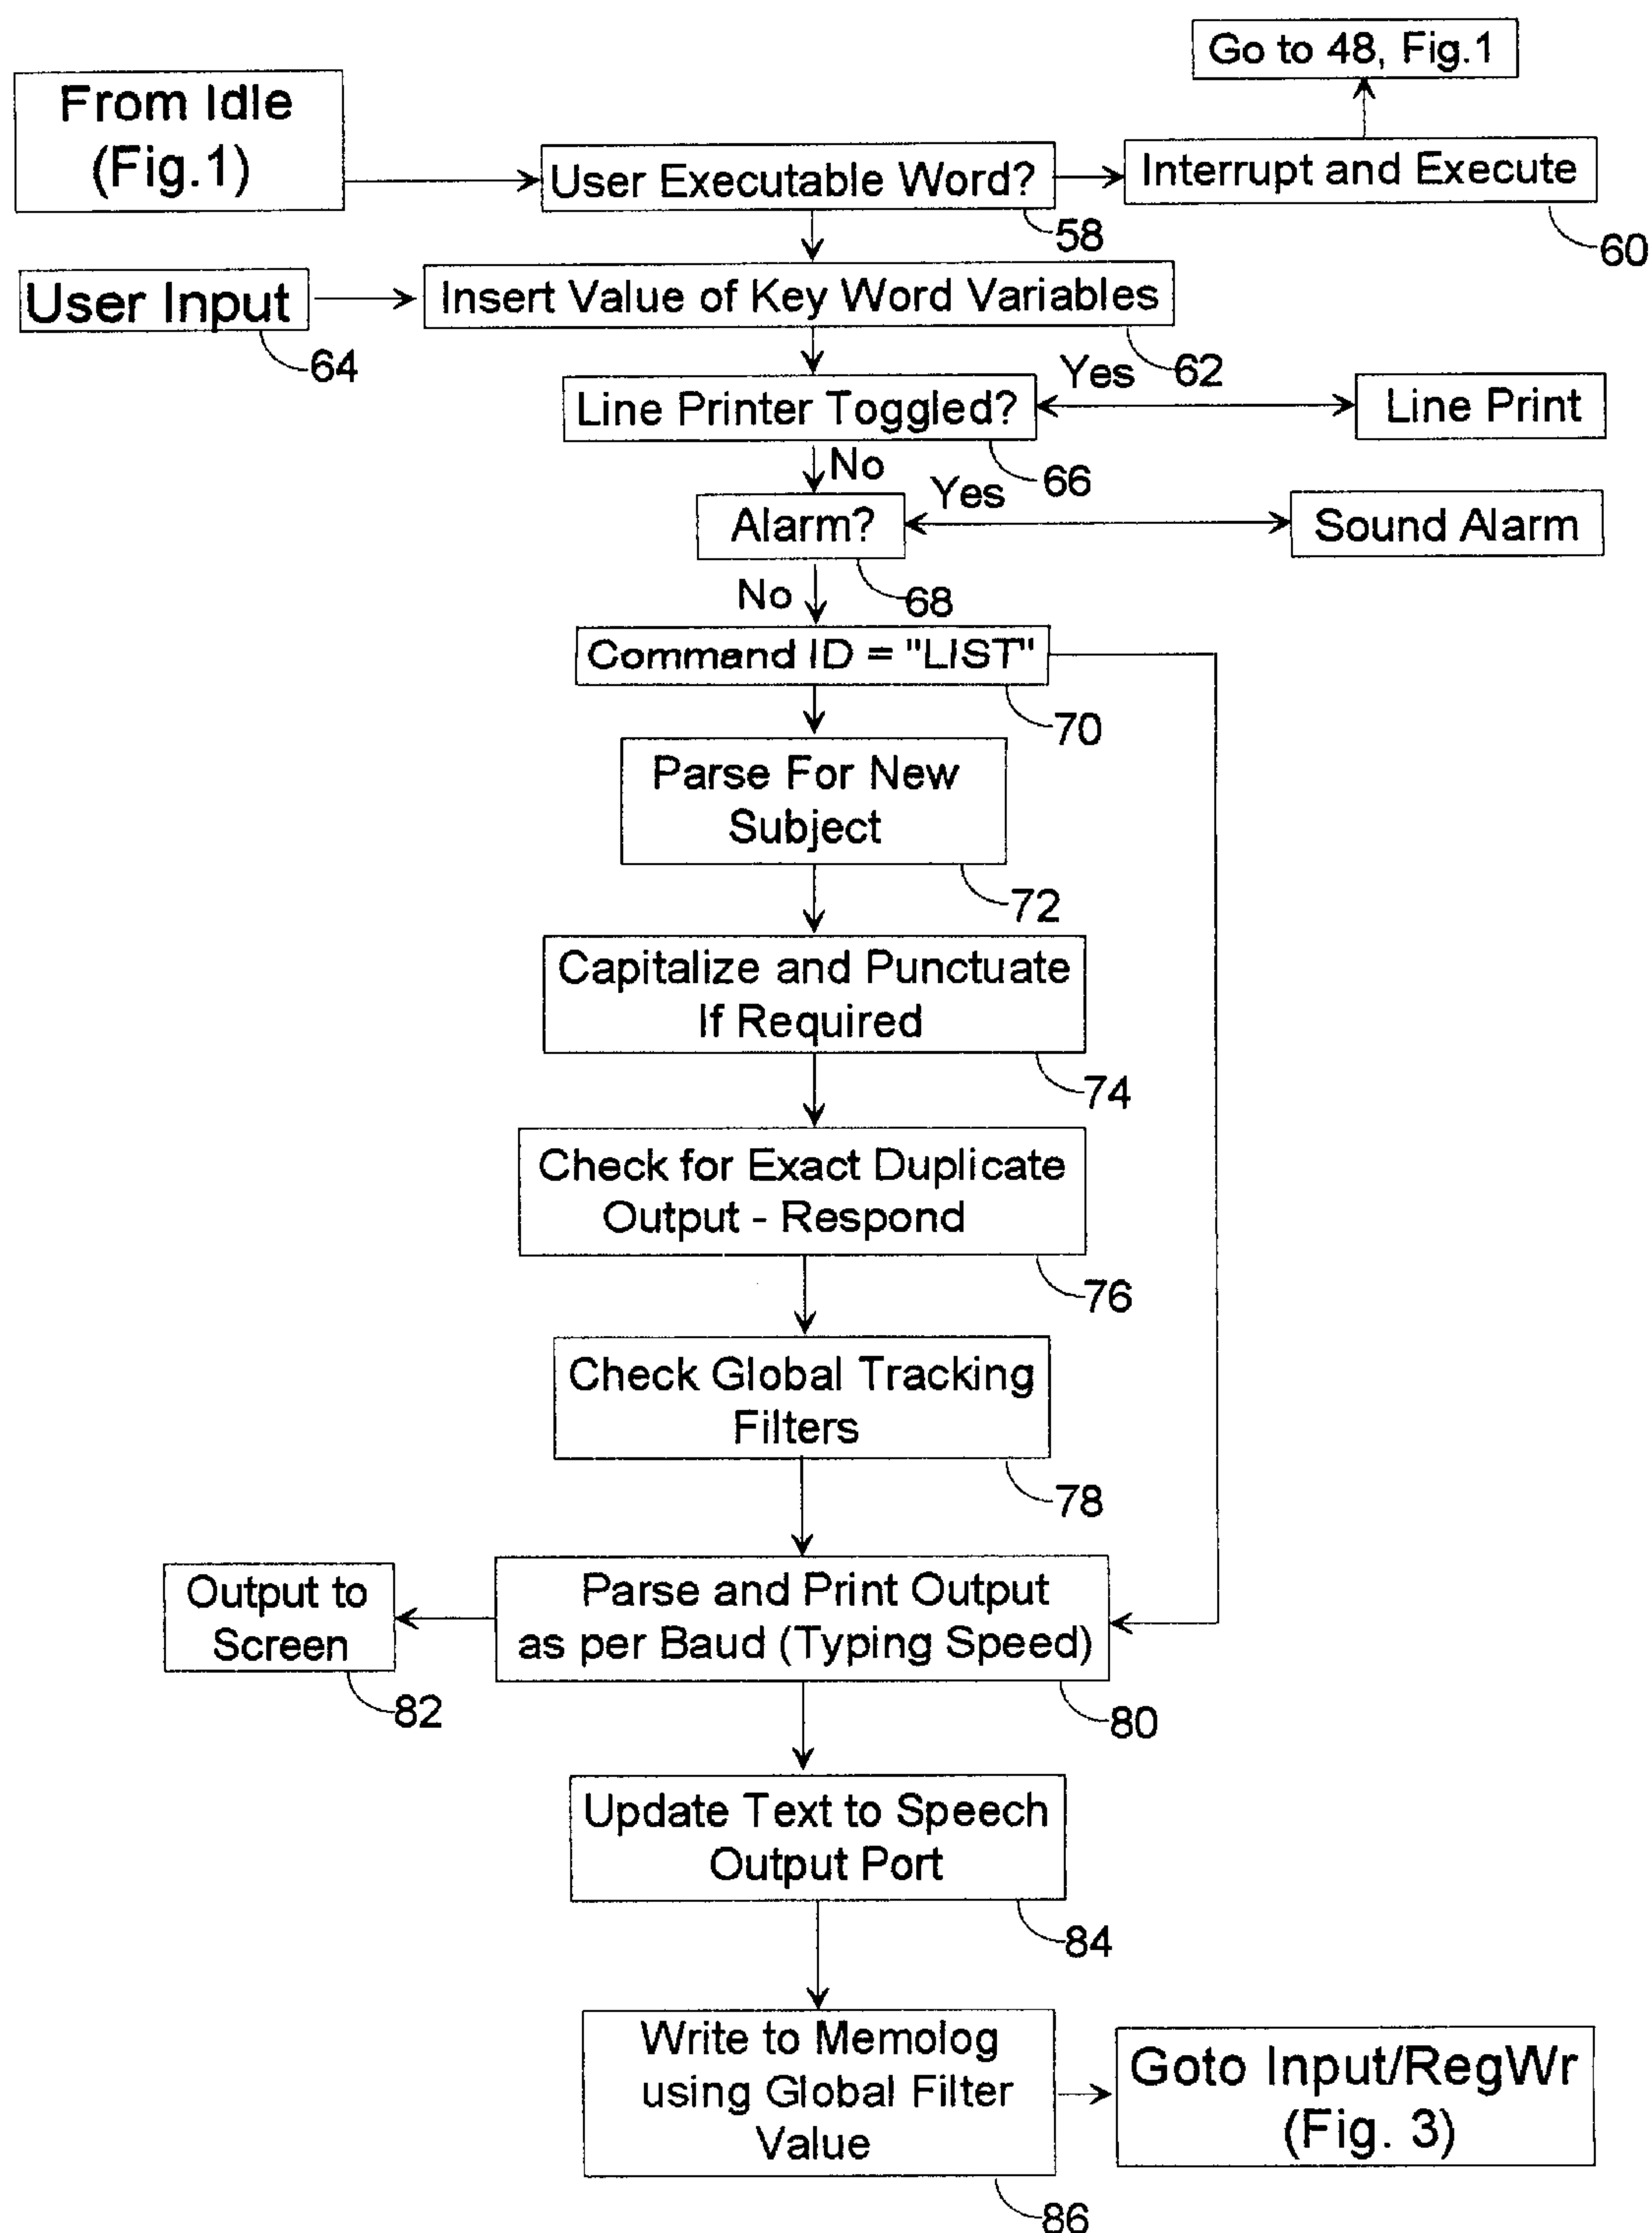 Go to 48, Fig.1
From Idle
(Fig.1)
User Executable Word?
Interrupt and Execute
58
60
User Input
Insert Value of Key Word Variables
64
62
Line Printer Toggled?
Yes
Line Print
No
66
Alarm?
Yes
Sound Alarm
No
68
Command ID = "LIST"
70
Parse For New
Subject
72
Capitalize and Punctuate
If Required
74
Check for Exact Duplicate
Output - Respond
76
Check Global Tracking
Filters
78
Output to
Screen
82
Parse and Print Output
as per Baud (Typing Speed)
80
Update Text to Speech
Output Port
84
Write to Memolog
using Global Filter
Value
86
Goto Input/RegWr
(Fig. 3)